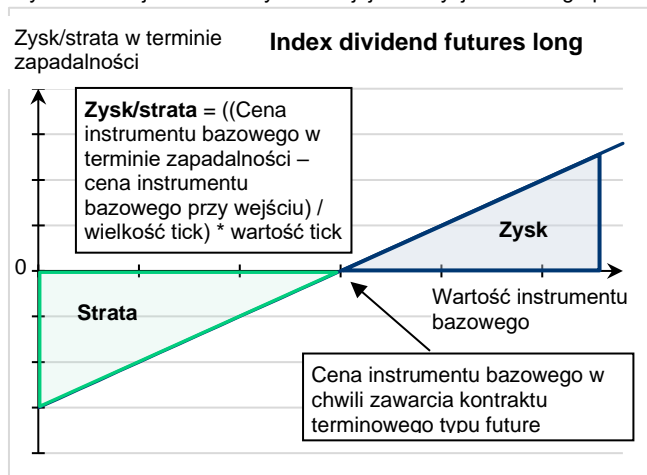 Zysk/strata w terminie
zapadalności
Index dividend futures long
Zysk/strata = ((Cena
instrumentu bazowego w
terminie zapadalności –
cena instrumentu
bazowego przy wejściu) /
wielkość tick) * wartość tick
Zysk
0
Strata
Wartość instrumentu
bazowego
Cena instrumentu bazowego w
chwili zawarcia kontraktu
terminowego typu future